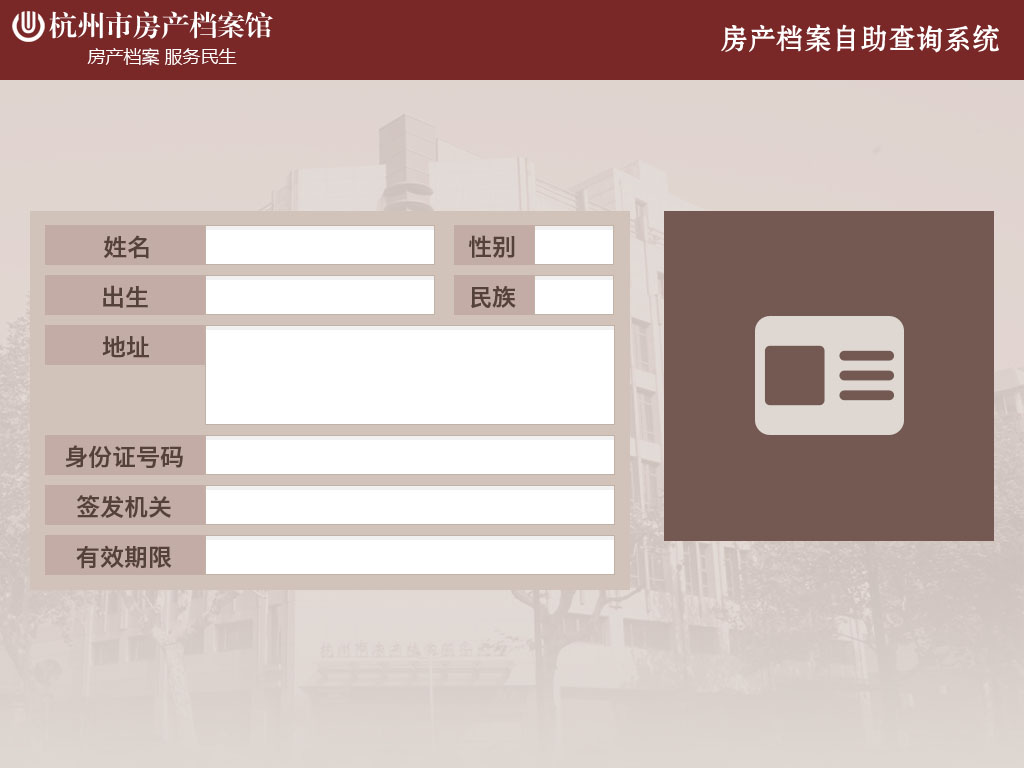 杭州市房产档案馆
房产档案 服务民生
房产档案自助查询系统
姓名
性别
出生
民族
地址
身份证号码
签发机关
有效期限